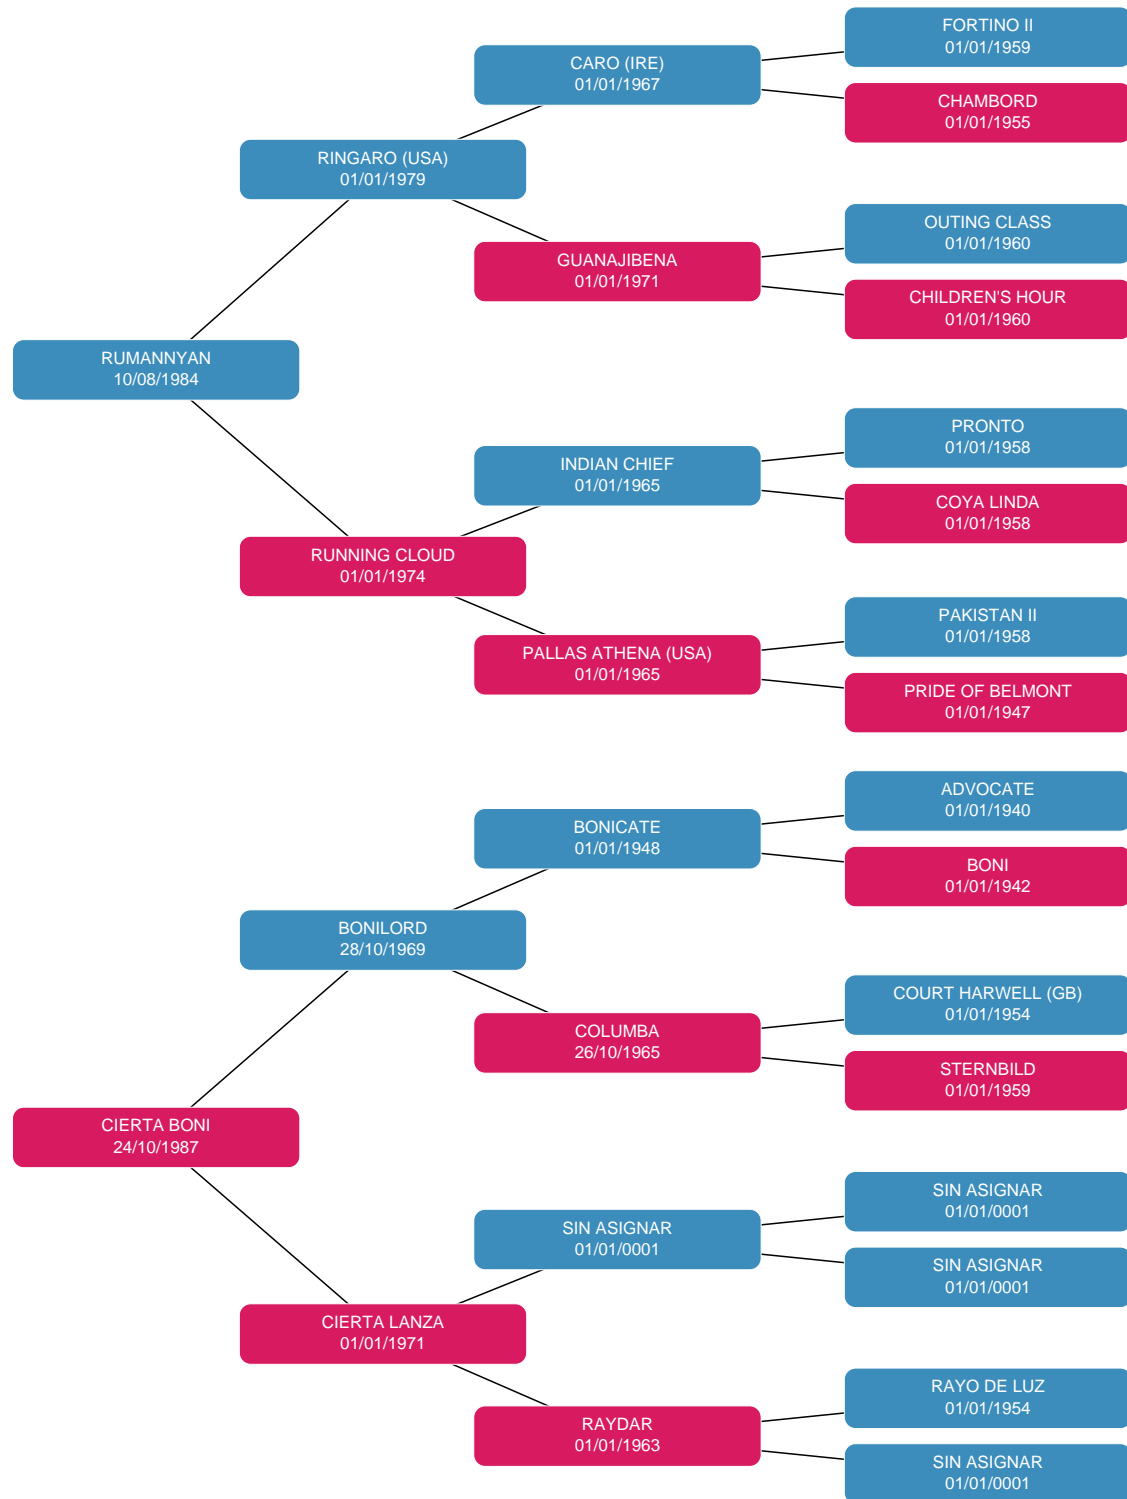 FORTINO II
01/01/1959
CARO (IRE)
01/01/1967
CHAMBORD
01/01/1955
RINGARO (USA)
01/01/1979
OUTING CLASS
01/01/1960
GUANAJIBENA
01/01/1971
CHILDREN'S HOUR
01/01/1960
RUMANNYAN
10/08/1984
PRONTO
01/01/1958
INDIAN CHIEF
01/01/1965
COYA LINDA
01/01/1958
RUNNING CLOUD
01/01/1974
PAKISTAN II
01/01/1958
PALLAS ATHENA (USA)
01/01/1965
PRIDE OF BELMONT
01/01/1947
ADVOCATE
01/01/1940
BONICATE
01/01/1948
BONI
01/01/1942
BONILORD
28/10/1969
COURT HARWELL (GB)
01/01/1954
COLUMBA
26/10/1965
STERNBILD
01/01/1959
CIERTA BONI
24/10/1987
SIN ASIGNAR
01/01/0001
SIN ASIGNAR
01/01/0001
SIN ASIGNAR
01/01/0001
CIERTA LANZA
01/01/1971
RAYO DE LUZ
01/01/1954
RAYDAR
01/01/1963
SIN ASIGNAR
01/01/0001